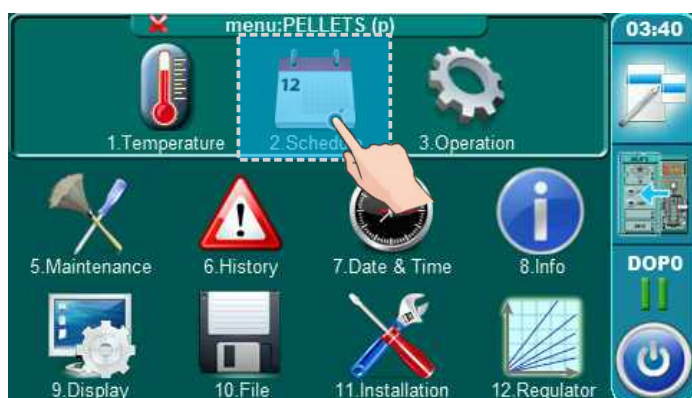 menu:PELLETS (p)
03:40
12
1.Temperature
3.Operation
5.Maintenance
6.History
7.Date & Time
8.Info
DOP0
9.Display
10.File
11.Installation
12.Regulator